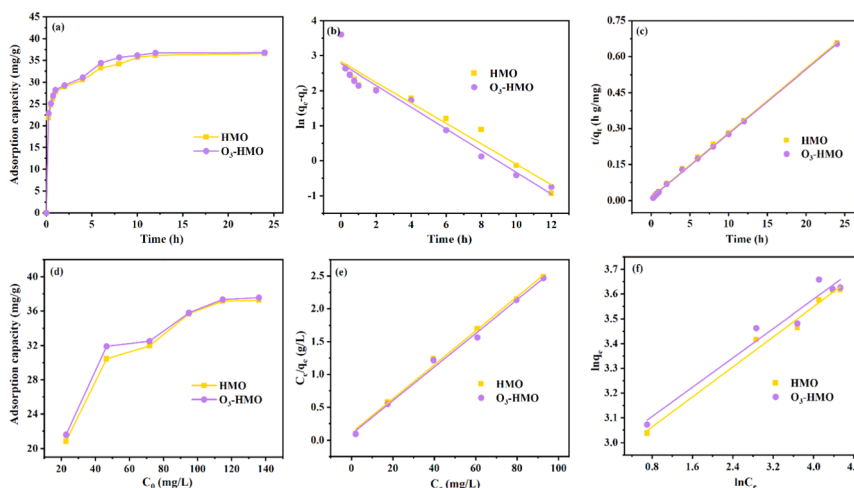 (a)
Adsorption capacity (mg/g)
45
40
35
30
25
20
15
10
5
0
HMO
O₃-HMO
0 5 10 15 20 25
Time (h)
(b)
ln (qₑ-qₜ)
4
3
2
1
0
-1
HMO
O₃-HMO
0 2 4 6 8 10 12
Time (h)
(c)
t/qₜ (h g/mg)
0.75
0.60
0.45
0.30
0.15
0.00
HMO
O₃-HMO
0 5 10 15 20 25
Time (h)
(d)
Adsorption capacity (mg/g)
40
36
32
28
24
20
HMO
O₃-HMO
20 40 60 80 100 120 140
C₀ (mg/L)
(e)
Cₑ/qₑ (g/L)
2.5
2.0
1.5
1.0
0.5
0.0
HMO
O₃-HMO
0 20 40 60 80 100
(mg/L)
(f)
lnqₑ
3.7
3.6
3.5
3.4
3.3
3.2
3.1
3.0
HMO
O₃-HMO
0.8 1.6 2.4 3.2 4.0
lnCₑ